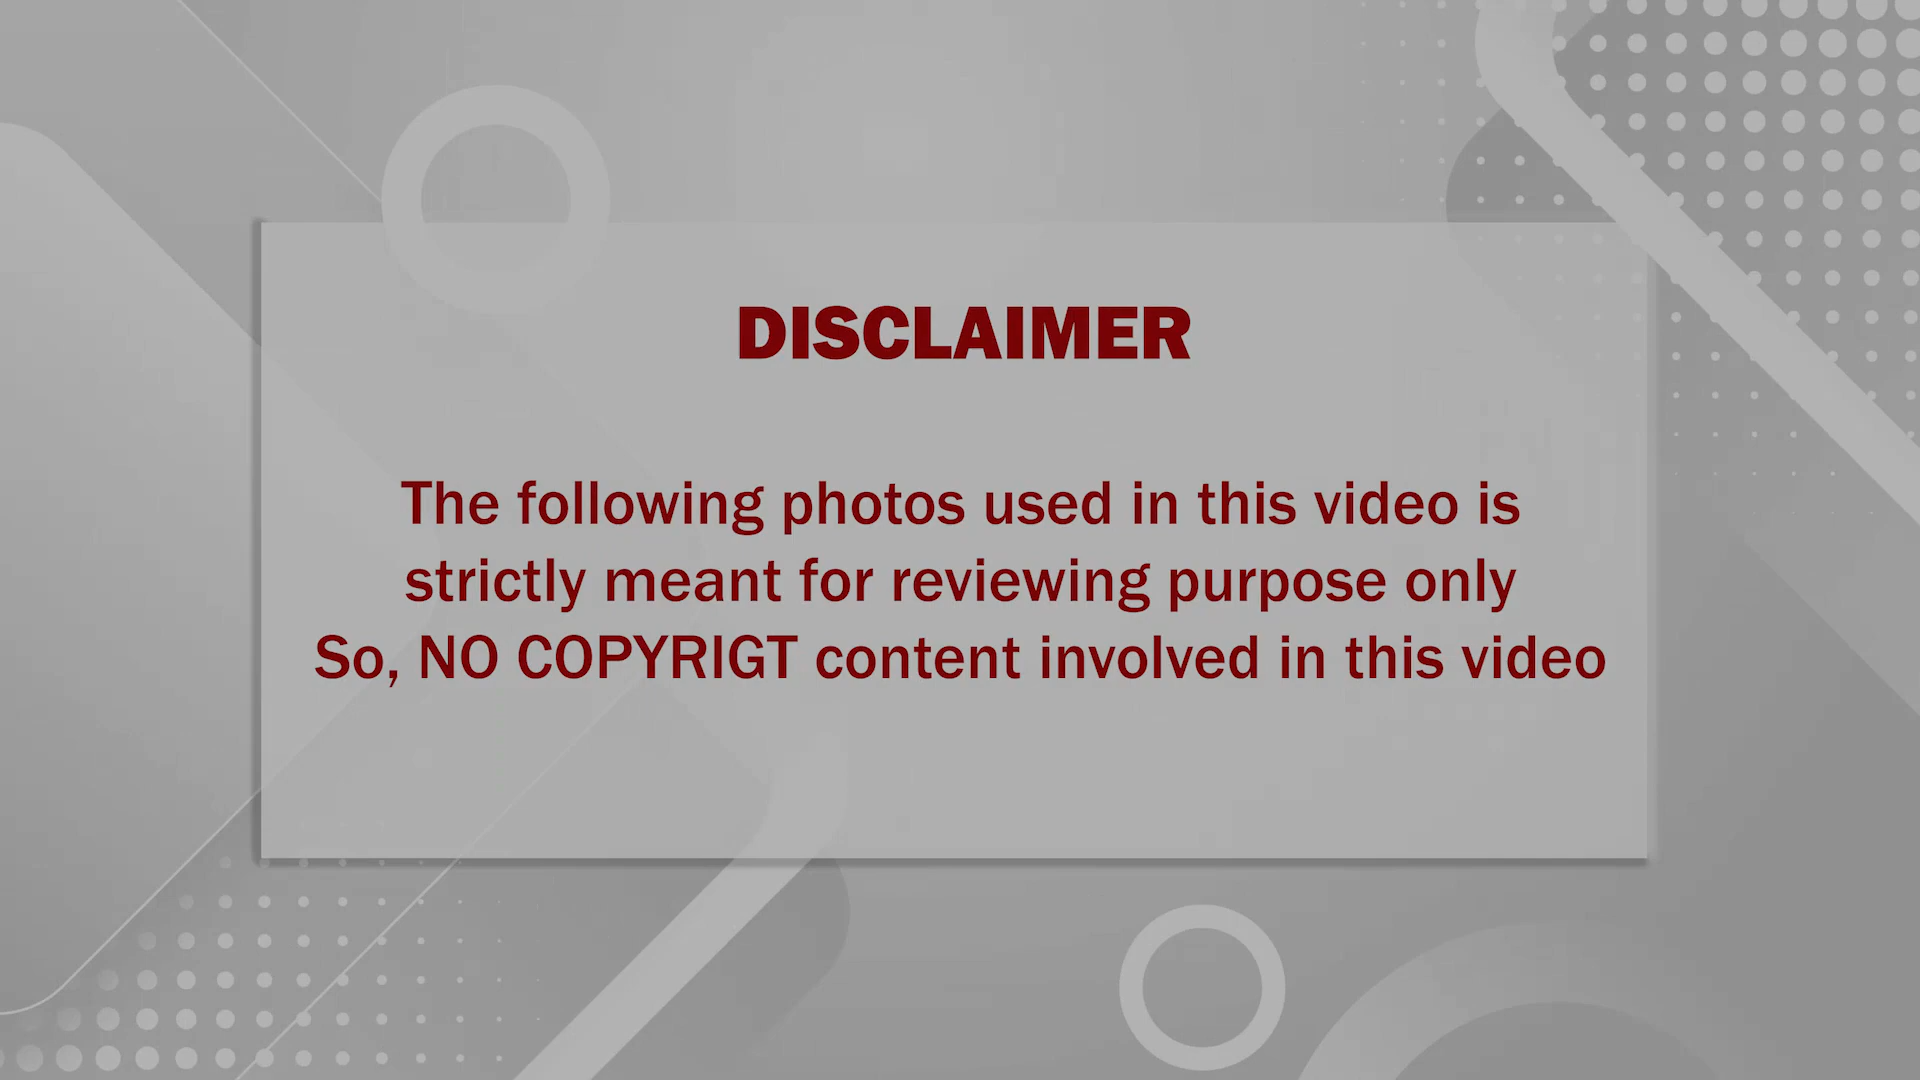 DISCLAIMER
The following photos used in this video is
strictly meant for reviewing purpose only
So, NO COPYRIGT content involved in this video